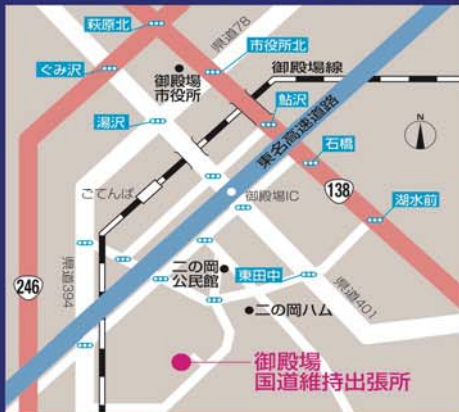 萩原北
県道78
ぐみ沢
御殿場
市役所
市役所北
御殿場線
湯沢
鮎沢
東名高速道路
石橋
N
ごてんば
御殿場IC
138
湖水前
県道394
二の岡
公民館
東田中
246
県道401
二の岡ハム
御殿場
国道維持出張所